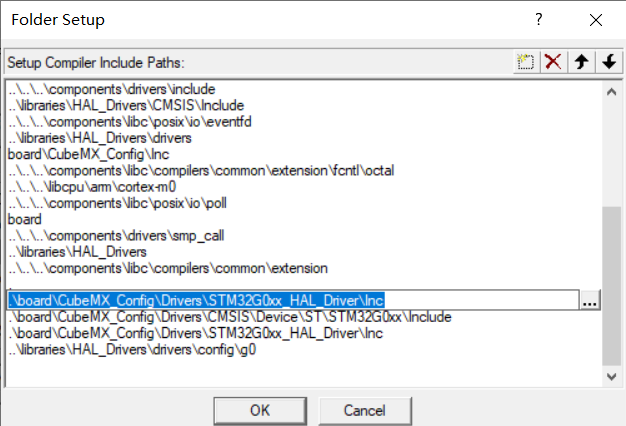 Folder Setup
Setup Compiler Include Paths:
..\..\..\components\drivers\include
..\libraries\HAL_Drivers\CMSIS\Include
..\..\..\components\libc\posix\io\eventfd
..\libraries\HAL_Drivers\drivers
board\CubeMX_Config\Inc
..\..\..\components\libc\compilers\common\extension\fcntl\octal
..\..\..\libcpu\arm\cortex-m0
..\..\..\components\libc\posix\io\poll
board
..\..\..\components\drivers\smp_call
..\libraries\HAL_Drivers
..\..\..\components\libc\compilers\common\extension
.
.\board\CubeMX_Config\Drivers\STM32G0xx_HAL_Driver\Inc
...
.\board\CubeMX_Config\Drivers\CMSIS\Device\ST\STM32G0xx\Include
.\board\CubeMX_Config\Drivers\STM32G0xx_HAL_Driver\Inc
..\libraries\HAL_Drivers\drivers\config\g0
OK
Cancel